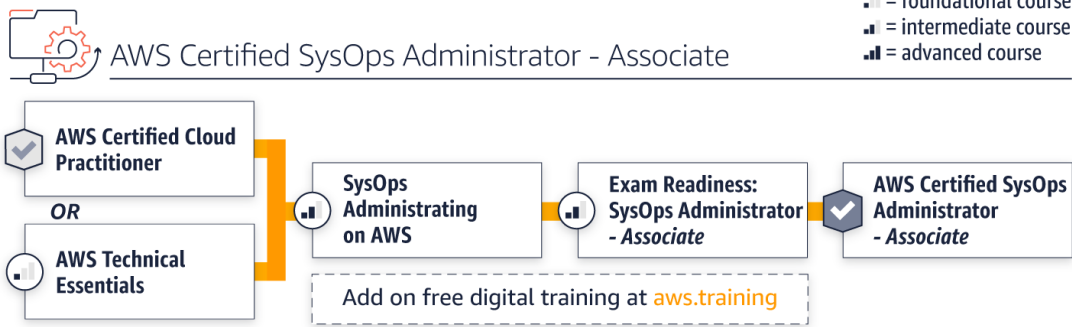 = foundational course
= intermediate course
= advanced course
AWS Certified SysOps Administrator - Associate
AWS Certified Cloud
Practitioner
OR
AWS Technical
Essentials
SysOps
Administrating
on AWS
Exam Readiness:
SysOps Administrator
- Associate
AWS Certified SysOps
Administrator
- Associate
Add on free digital training at aws.training